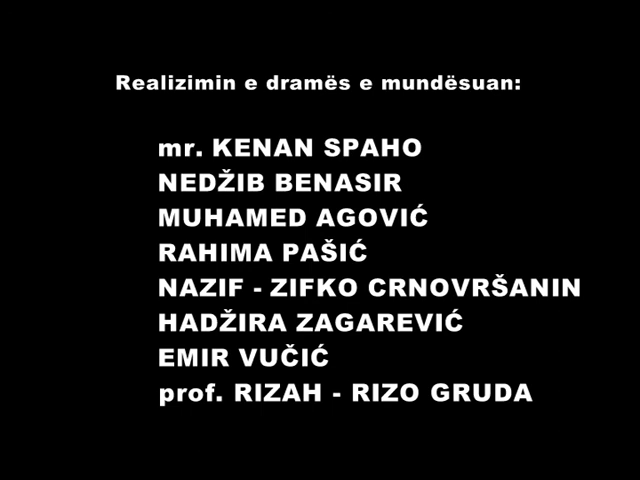 Realizimin e dramës e mundësuan:
mr. KENAN SPAHO
NEDŽIB BENASIR
MUHAMED AGOVIĆ
RAHIMA PAŠIĆ
NAZIF - ZIFKO CRNOVRŠANIN
HADŽIRA ZAGAREVIĆ
EMIR VUČIĆ
prof. RIZAH - RIZO GRUDA